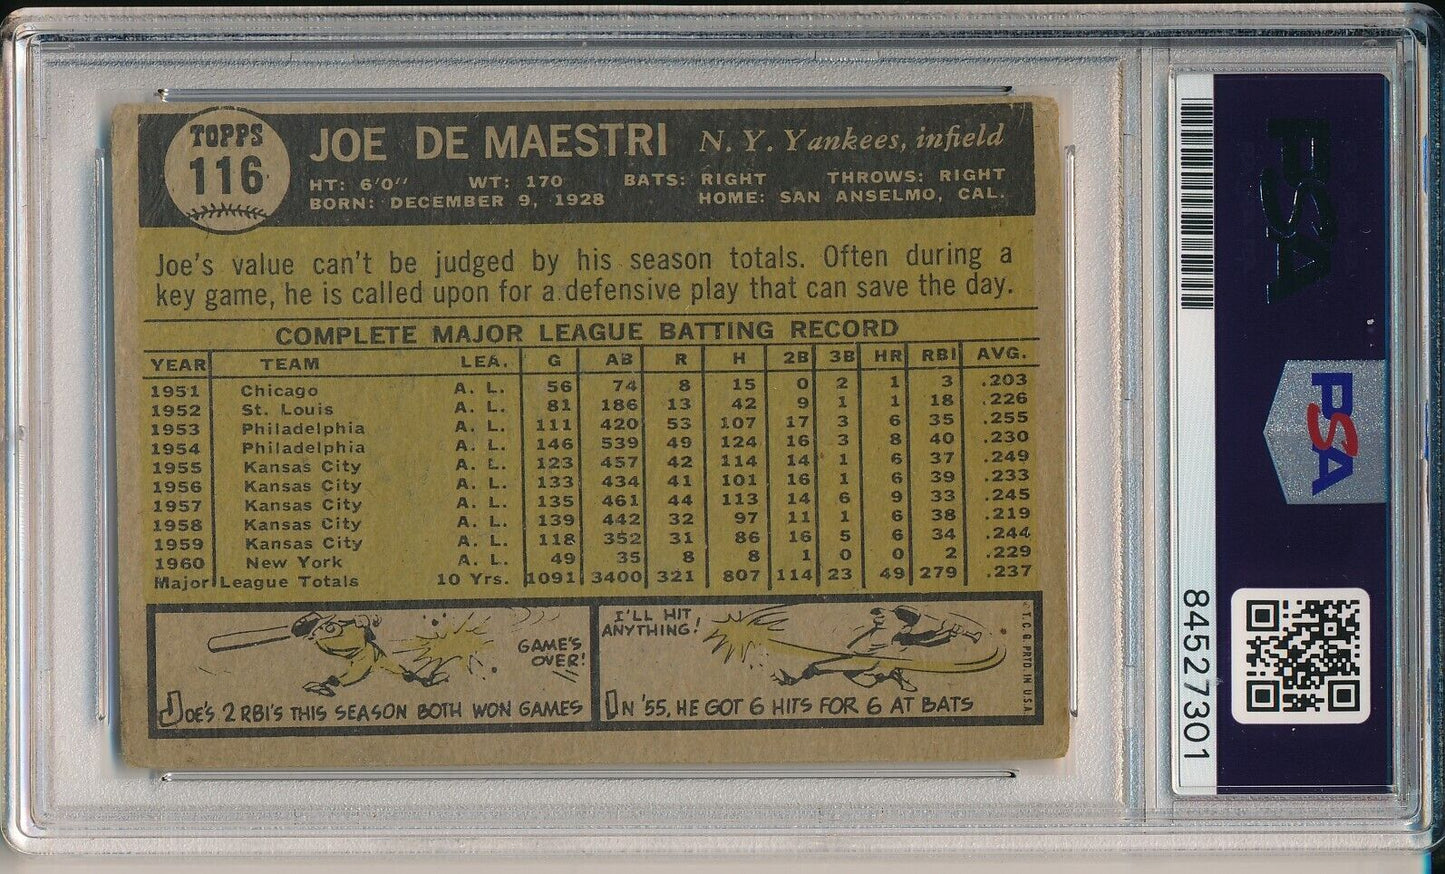 TOPPS
116
JOE DE MAESTRI N. Y. Yankees, infield
HT: 6'0" WT: 170 BATS: RIGHT THROWS: RIGHT
BORN: DECEMBER 9, 1928 HOME: SAN ANSELMO, CAL.
Joe's value can't be judged by his season totals. Often during a
key game, he is called upon for a defensive play that can save the day.
COMPLETE MAJOR LEAGUE BATTING RECORD
YEAR TEAM LEA. G AB R H 2B 3B HR RBI AVG.
1951 Chicago A. L. 56 74 8 15 0 2 1 3 .203
1952 St. Louis A. L. 81 186 13 42 9 1 1 18 .226
1953 Philadelphia A. L. 111 420 53 107 17 3 6 35 .255
1954 Philadelphia A. L. 146 539 49 124 16 3 8 40 .230
1955 Kansas City A. L. 123 457 42 114 14 1 6 37 .249
1956 Kansas City A. L. 133 434 41 101 16 1 6 39 .233
1957 Kansas City A. L. 135 461 44 113 14 6 9 33 .245
1958 Kansas City A. L. 139 442 32 97 11 1 6 38 .219
1959 Kansas City A. L. 118 352 31 86 16 5 6 34 .244
1960 New York A. L. 49 35 8 8 1 0 0 2 .229
Major League Totals 10 Yrs. 1091 3400 321 807 114 23 49 279 .237
GAME'S
OVER!
JOE'S 2 RBI'S THIS SEASON BOTH WON GAMES
I'LL HIT
ANYTHING!
IN '55, HE GOT 6 HITS FOR 6 AT BATS
©T.C.G. PRTD. IN U.S.A.
PSA
PSA
84527301